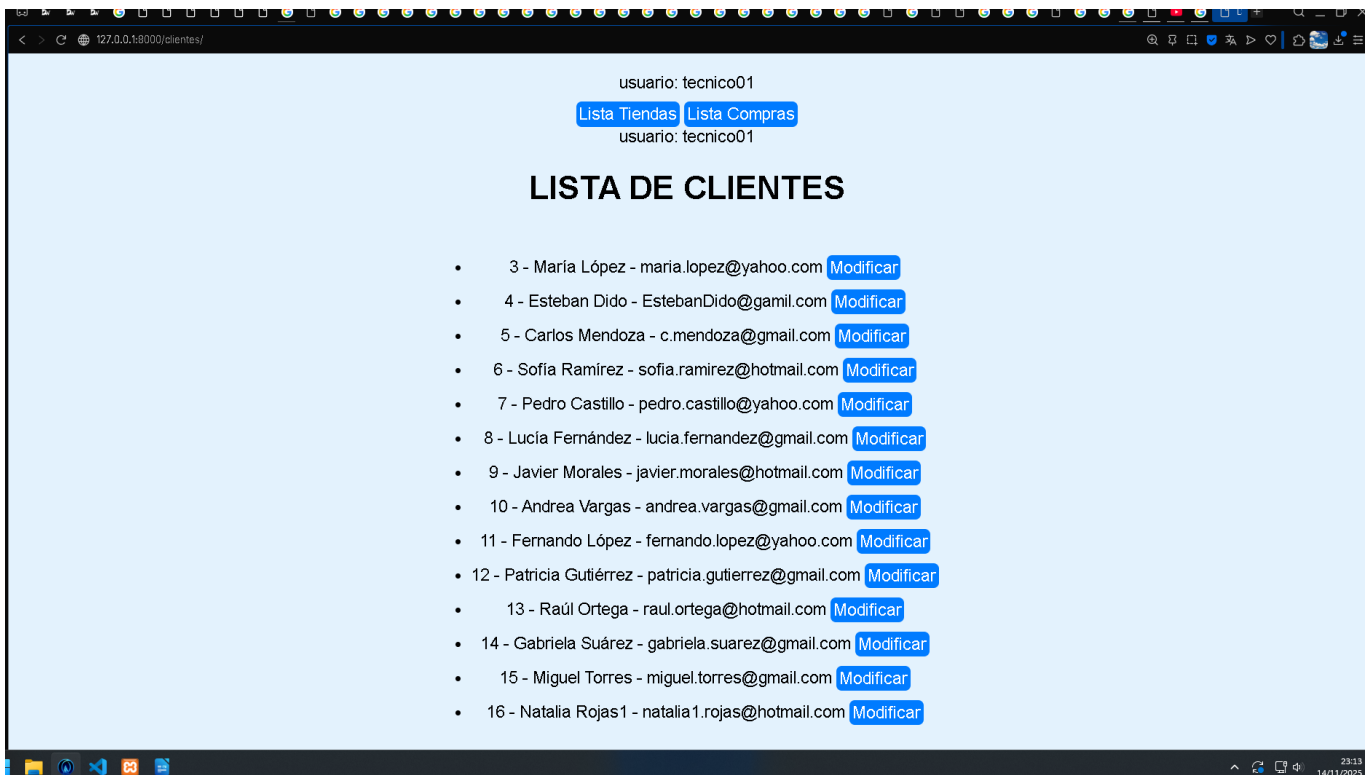 127.0.0.1:8000/clientes/
usuario: tecnico01
Lista Tiendas Lista Compras
usuario: tecnico01
LISTA DE CLIENTES
• 3 - María López - maria.lopez@yahoo.com Modificar
• 4 - Esteban Dido - EstebanDido@gamil.com Modificar
• 5 - Carlos Mendoza - c.mendoza@gmail.com Modificar
• 6 - Sofía Ramírez - sofia.ramirez@hotmail.com Modificar
• 7 - Pedro Castillo - pedro.castillo@yahoo.com Modificar
• 8 - Lucía Fernández - lucia.fernandez@gmail.com Modificar
• 9 - Javier Morales - javier.morales@hotmail.com Modificar
• 10 - Andrea Vargas - andrea.vargas@gmail.com Modificar
• 11 - Fernando López - fernando.lopez@yahoo.com Modificar
• 12 - Patricia Gutiérrez - patricia.gutierrez@gmail.com Modificar
• 13 - Raúl Ortega - raul.ortega@hotmail.com Modificar
• 14 - Gabriela Suárez - gabriela.suarez@gmail.com Modificar
• 15 - Miguel Torres - miguel.torres@gmail.com Modificar
• 16 - Natalia Rojas1 - natalia1.rojas@hotmail.com Modificar
23:13
14/11/2025